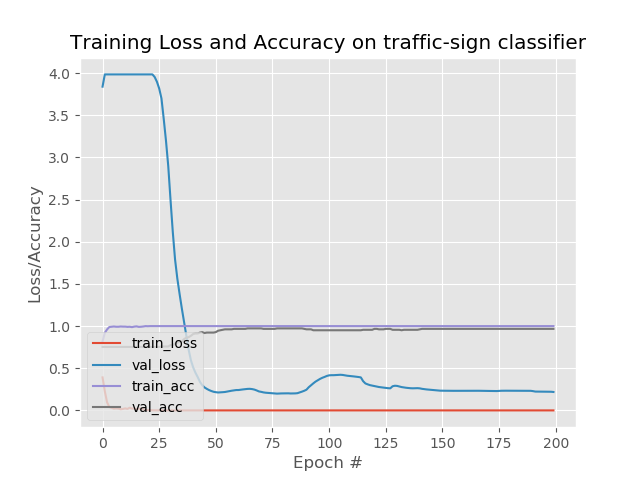 Training Loss and Accuracy on traffic-sign classifier
4.0
3.5
3.0
2.5
2.0
1.5
1.0
0.5
0.0
Loss/Accuracy
train_loss
val_loss
train_acc
val_acc
0 25 50 75 100 125 150 175 200
Epoch #